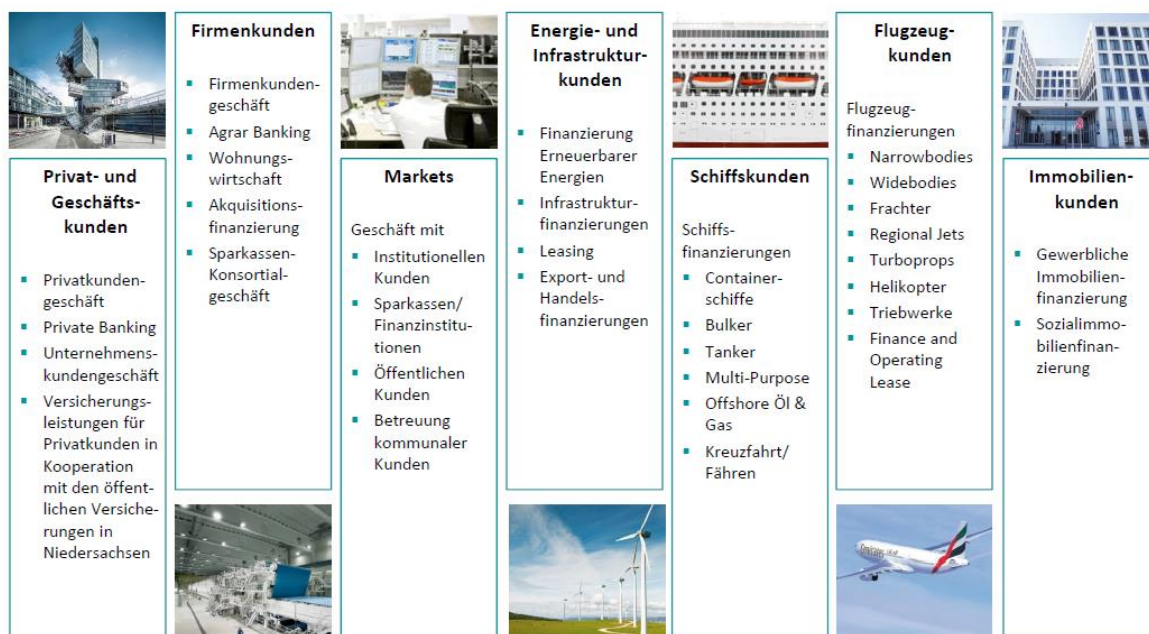 Privat- und
Geschäfts-
kunden
Privatkunden-
geschäft
Private Banking
Unternehmens-
kundengeschäft
Versicherungs-
leistungen für
Privatkunden in
Kooperation
mit den öffent-
lichen Versiche-
rungen in
Niedersachsen
Firmenkunden
Firmenkunden-
geschäft
Agrar Banking
Wohnungs-
wirtschaft
Akquisitions-
finanzierung
Sparkassen-
Konsortial-
geschäft
Markets
Geschäft mit
Institutionellen
Kunden
Sparkassen/
Finanzinstitu-
tionen
Öffentlichen
Kunden
Betreuung
kommunaler
Kunden
Energie- und
Infrastruktur-
kunden
Finanzierung
Erneuerbarer
Energien
Infrastruktur-
finanzierungen
Leasing
Export- und
Handels-
finanzierungen
Schiffskunden
Schiffs-
finanzierungen
Container-
schiffe
Bulker
Tanker
Multi-Purpose
Offshore Öl &
Gas
Kreuzfahrt/
Fähren
Flugzeug-
kunden
Flugzeug-
finanzierungen
Narrowbodies
Widebodies
Frachter
Regional Jets
Turboprops
Helikopter
Triebwerke
Finance and
Operating
Lease
Emirates
Immobilien-
kunden
Gewerbliche
Immobilien-
finanzierung
Sozialimmo-
bilienfinan-
zierung